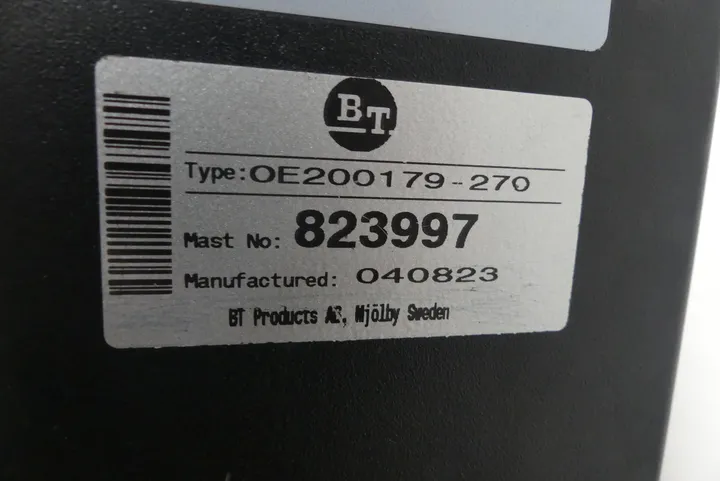 BT
Type: OE200179-270
Mast No: 823997
Manufactured: 040823
BT Products AB, Mjölby Sweden